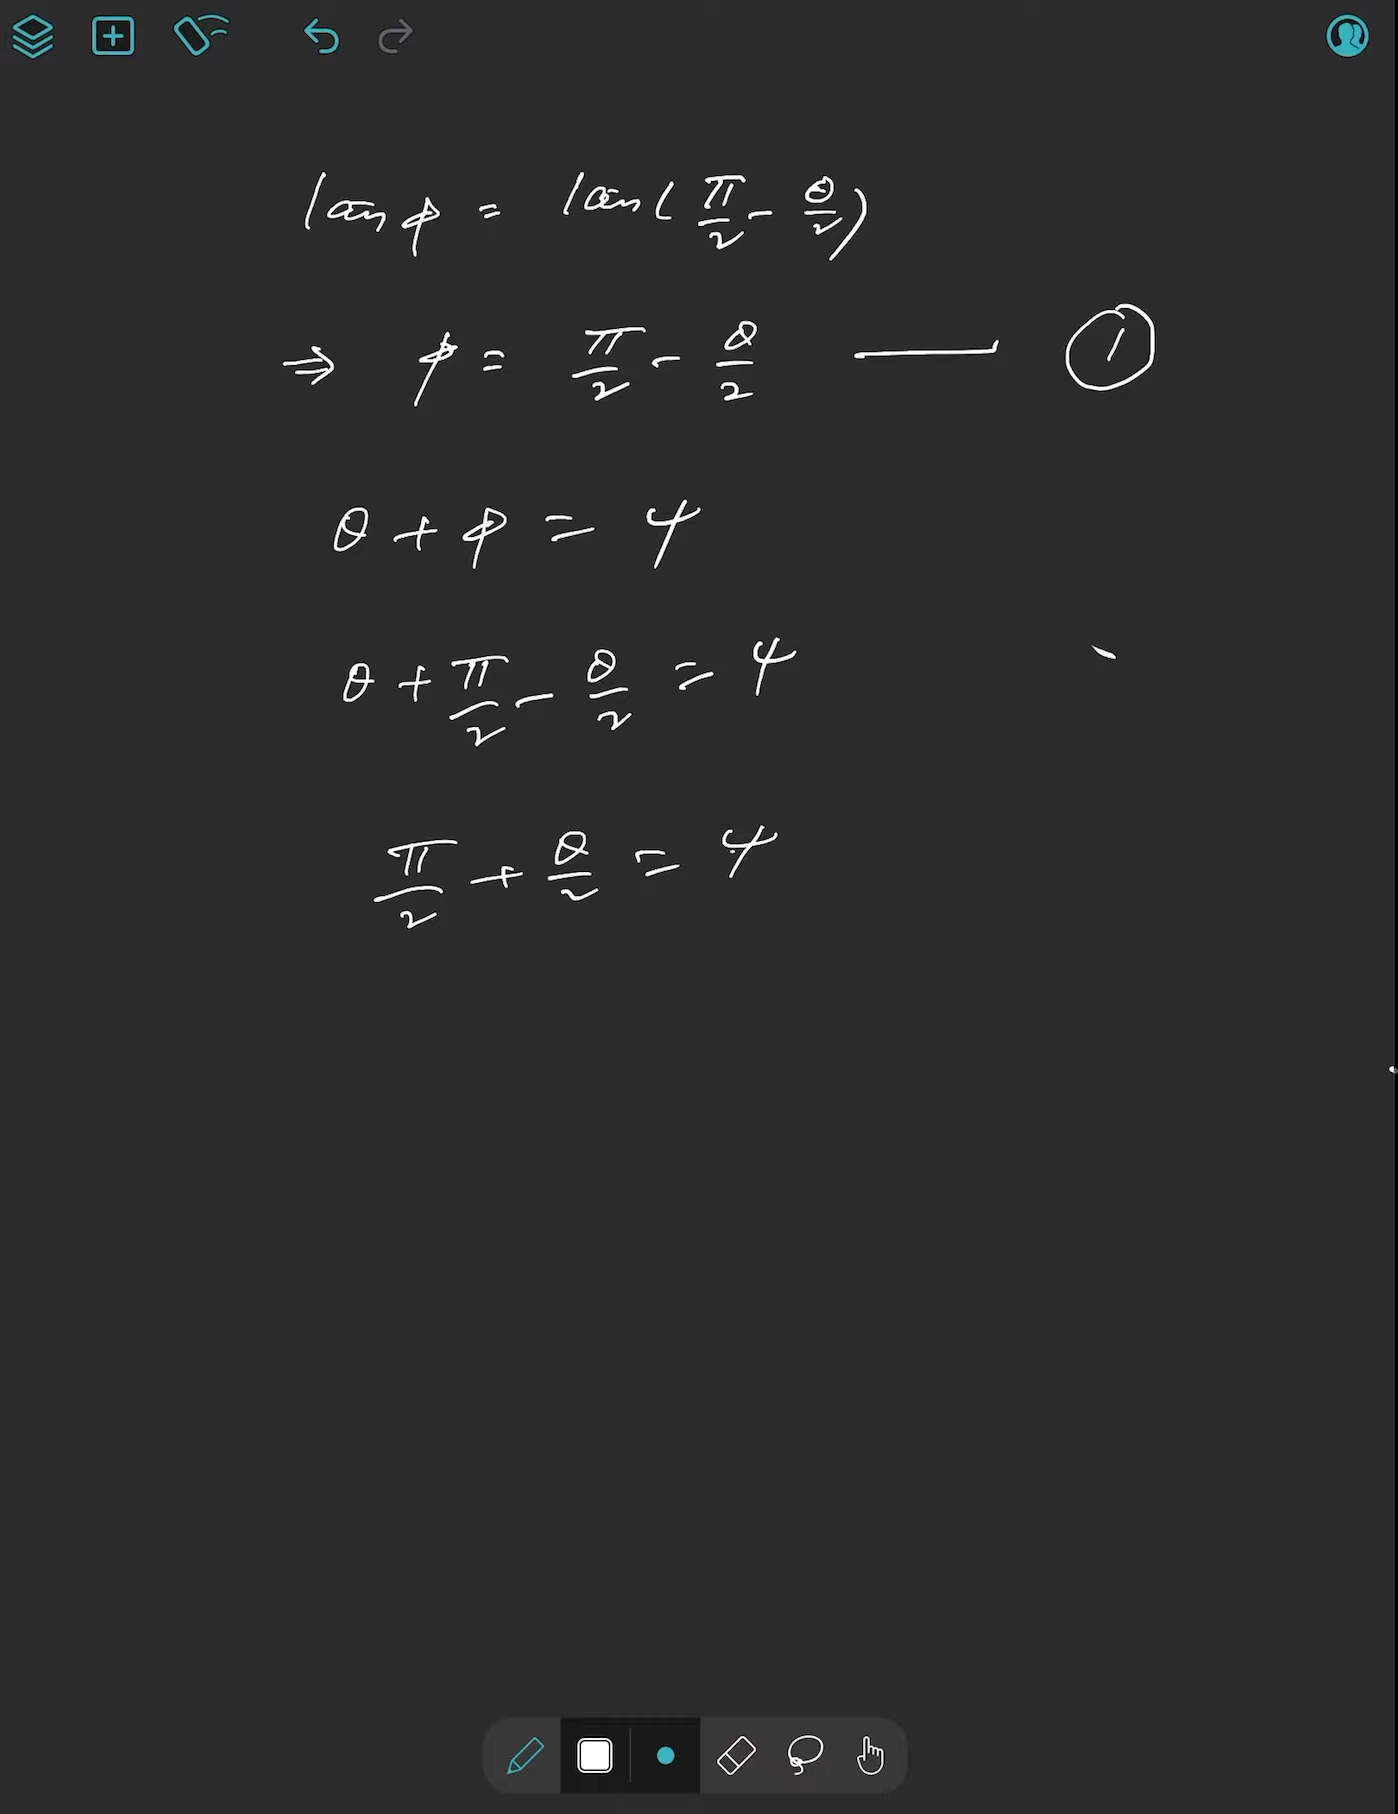 tan φ = tan(π/2 - θ/2)
⇒ φ = π/2 - θ/2 —— ①
θ + φ = ψ
θ + π/2 - θ/2 = ψ
π/2 + θ/2 = ψ